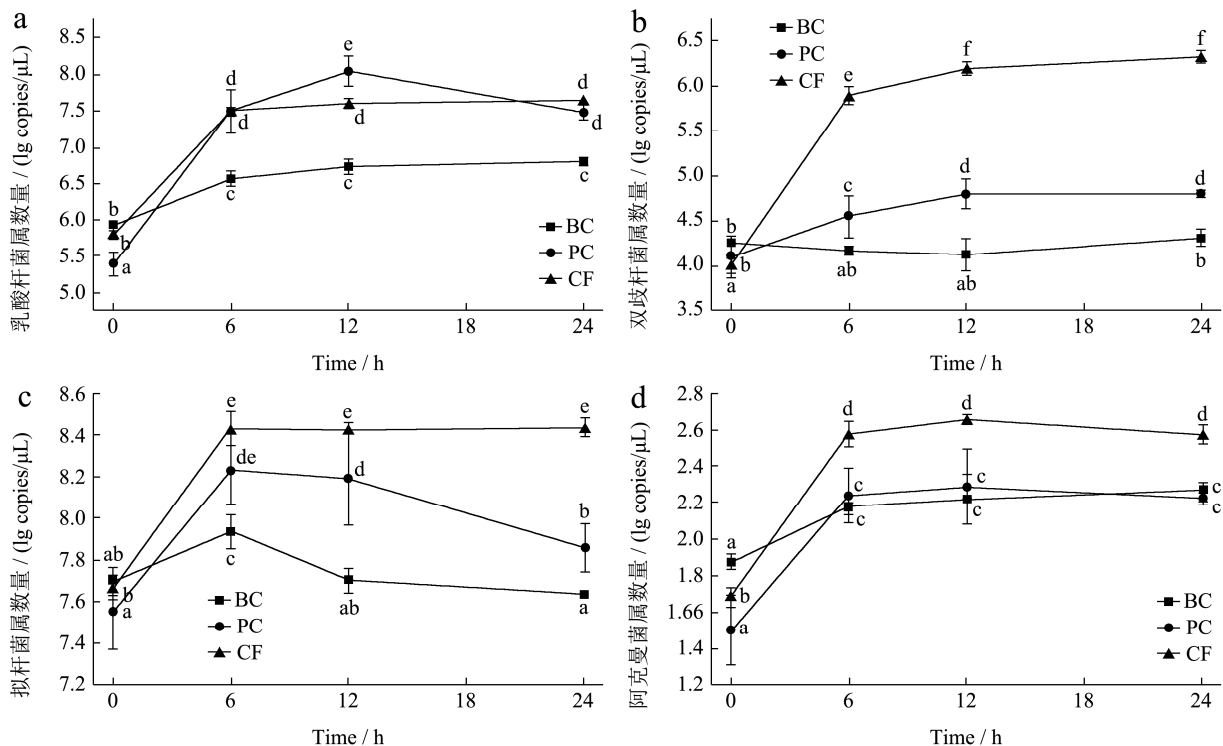 a
8.5
8.0
7.5
7.0
6.5
6.0
5.5
5.0
乳酸杆菌属数量 / (lg copies/μL)
0
6
12
18
24
Time / h
BC
PC
CF
b
b
a
d
d
c
e
d
c
d
c
b
6.5
6.0
5.5
5.0
4.5
4.0
3.5
双歧杆菌属数量 / (lg copies/μL)
0
6
12
18
24
Time / h
BC
PC
CF
b
b
a
e
c
ab
f
d
ab
f
d
b
c
8.6
8.4
8.2
8.0
7.8
7.6
7.4
7.2
拟杆菌属数量 / (lg copies/μL)
0
6
12
18
24
Time / h
BC
PC
CF
ab
b
a
e
de
c
e
d
ab
e
b
a
d
2.8
2.6
2.4
2.2
2.0
1.8
1.66
1.4
1.2
阿克曼菌属数量 / (lg copies/μL)
0
6
12
18
24
Time / h
BC
PC
CF
a
b
a
d
c
c
d
c
c
d
c
c